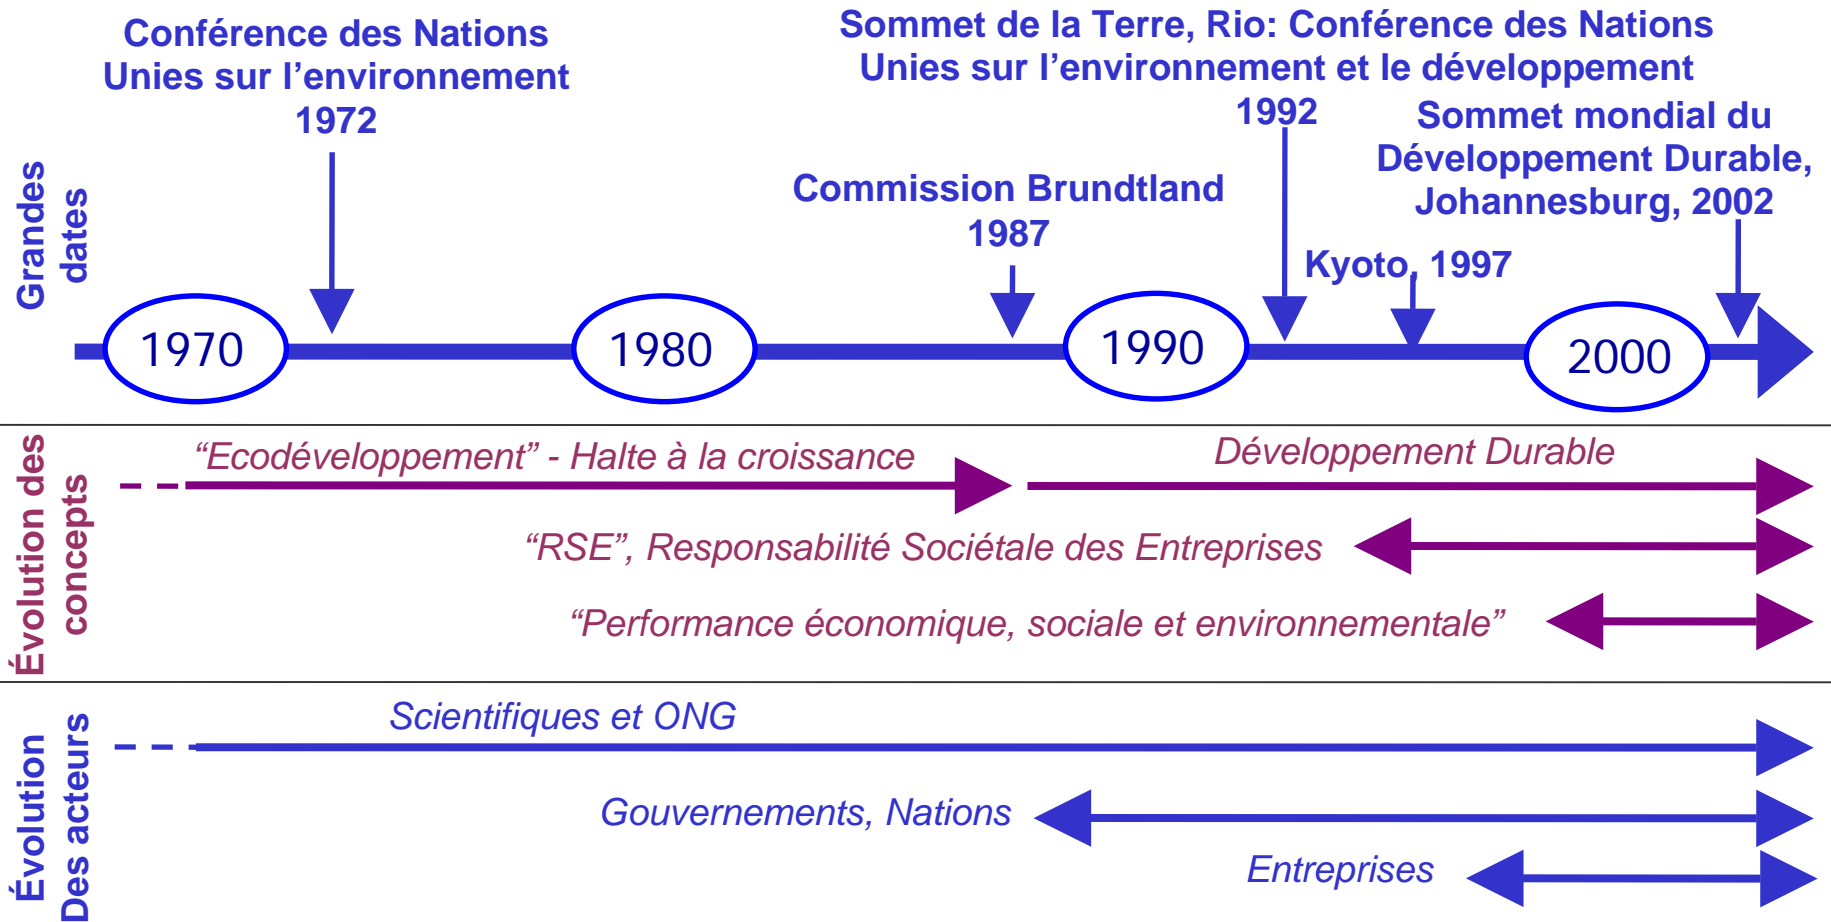 Conférence des Nations
Unies sur l’environnement
1972
Sommet de la Terre, Rio: Conférence des Nations
Unies sur l’environnement et le développement
1992
Sommet mondial du
Développement Durable,
Johannesburg, 2002
Commission Brundtland
1987
Kyoto, 1997
Grandes
dates
1970
1980
1990
2000
Évolution des
concepts
“Ecodéveloppement” - Halte à la croissance
Développement Durable
“RSE”, Responsabilité Sociétale des Entreprises
“Performance économique, sociale et environnementale”
Évolution
Des acteurs
Scientifiques et ONG
Gouvernements, Nations
Entreprises